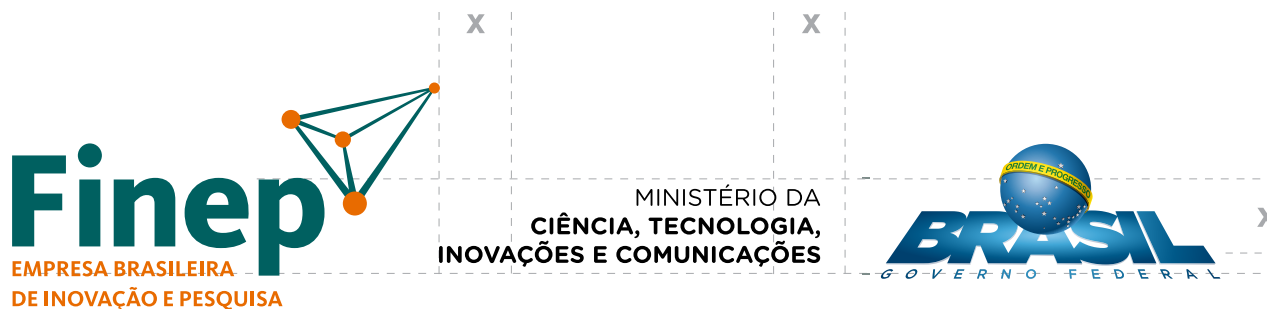 X
X
Finep
EMPRESA BRASILEIRA
DE INOVAÇÃO E PESQUISA
MINISTÉRIO DA
CIÊNCIA, TECNOLOGIA,
INOVAÇÕES E COMUNICAÇÕES
ORDEM E PROGRESSO
BRASIL
GOVERNO FEDERAL
X